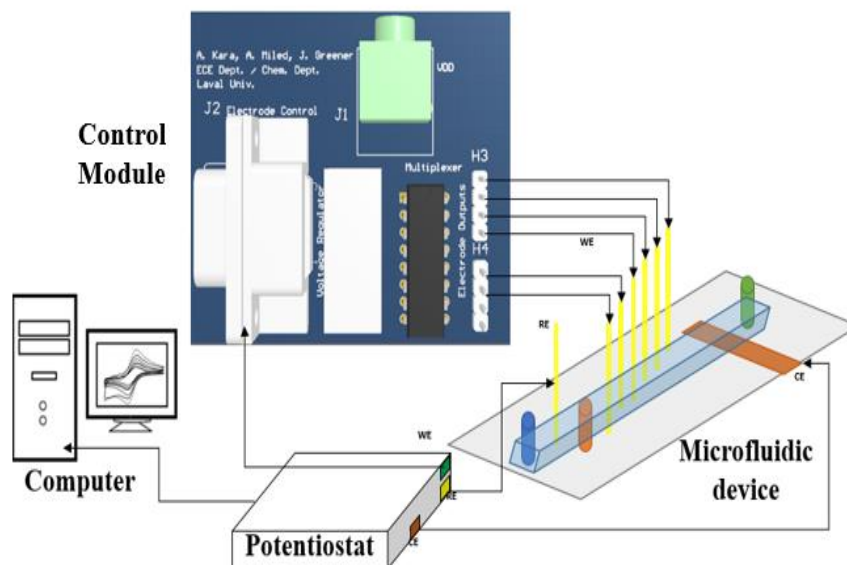 A. Kara, A. Miled, J. Greener
ECE Dept. / Chem. Dept.
Laval Univ.
VDD
J2 Electrode Control
J1
Control
Module
Multiplexer
H3
Voltage Regulator
Electrode Outputs
H4
WE
RE
CE
WE
Computer
RE
Microfluidic
device
Potentiostat
CE